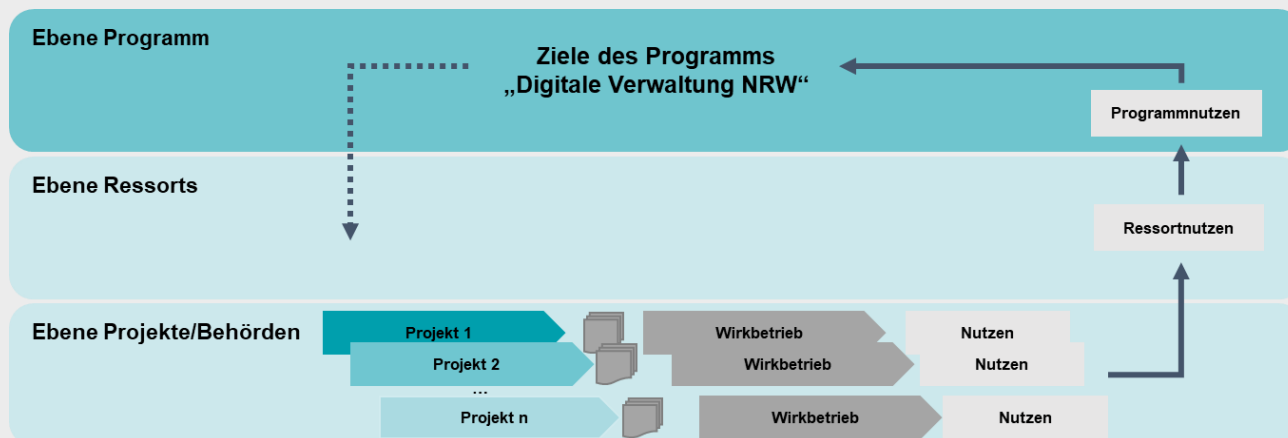 Ebene Programm
Ziele des Programms
„Digitale Verwaltung NRW“
Programmnutzen
Ebene Ressorts
Ressortnutzen
Ebene Projekte/Behörden
Projekt 1
Wirkbetrieb
Nutzen
Projekt 2
Wirkbetrieb
Nutzen
...
Projekt n
Wirkbetrieb
Nutzen